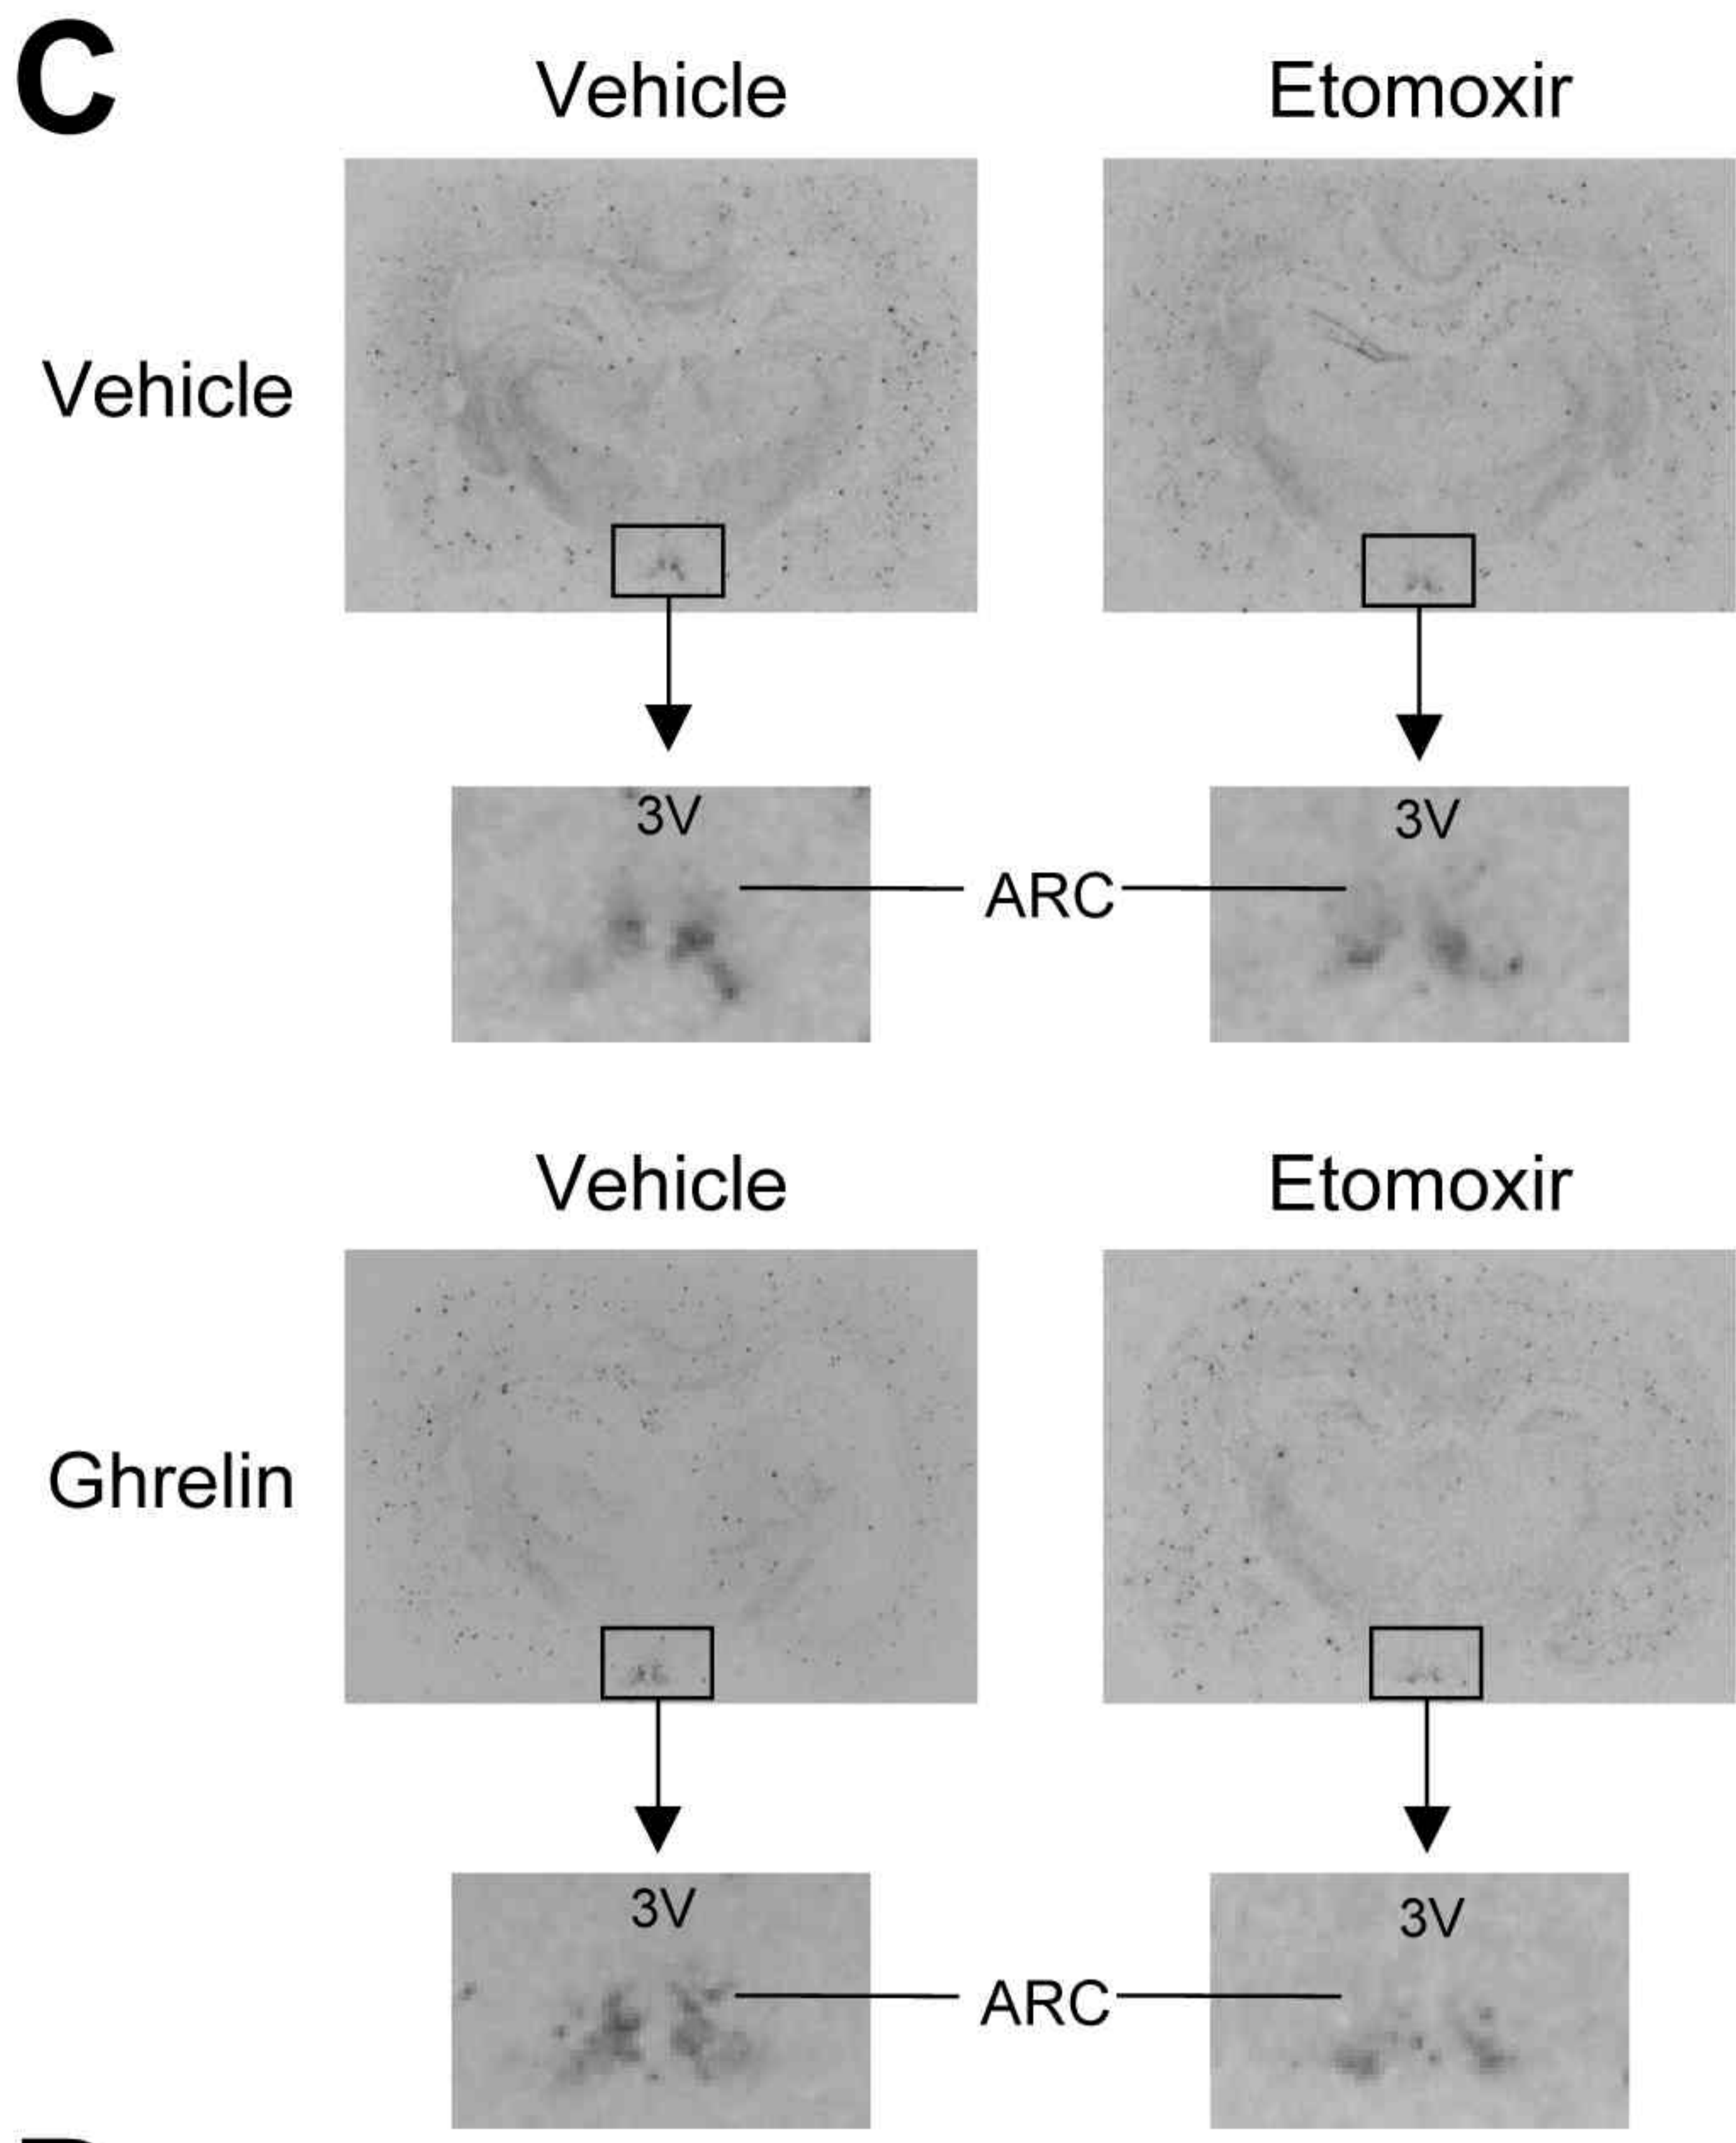 C
Vehicle Etomoxir
Vehicle
3V 3V
ARC
Vehicle Etomoxir
Ghrelin
3V 3V
ARC